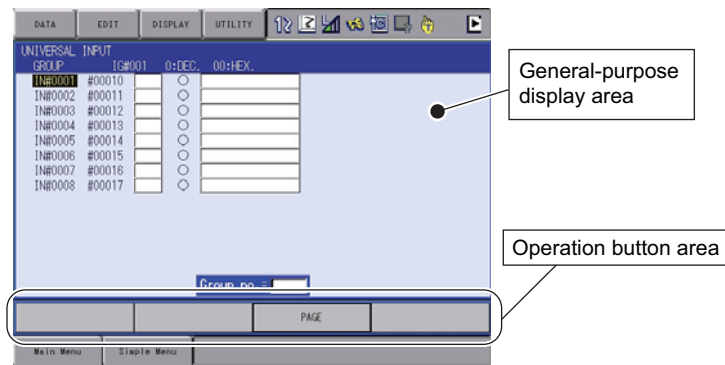 DATA EDIT DISPLAY UTILITY
UNIVERSAL INPUT
GROUP IG#001 0:DEC. 00:HEX.
IN#0001 #00010
IN#0002 #00011
IN#0003 #00012
IN#0004 #00013
IN#0005 #00014
IN#0006 #00015
IN#0007 #00016
IN#0008 #00017
General-purpose
display area
Operation button area
Group no.=
PAGE
Main Menu Simple Menu